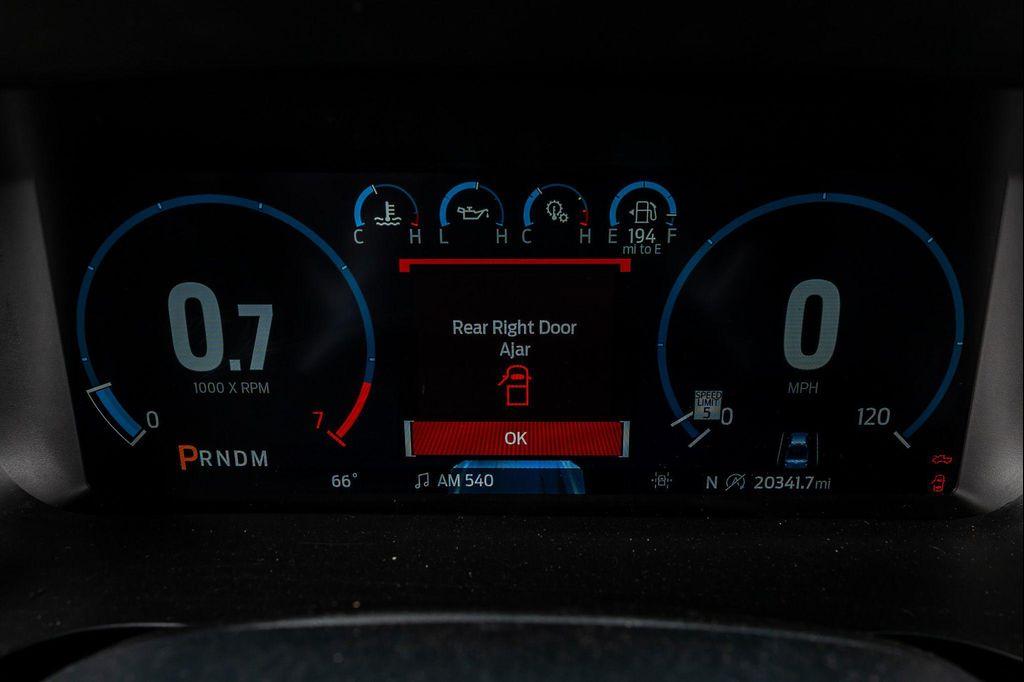 C H
L H
C H
E 194 F
mi to E
0.7
1000 X RPM
0
7
PRNDM
66°
Rear Right Door
Ajar
OK
AM 540
0
MPH
SPEED
LIMIT
5
0
120
N
20341.7mi